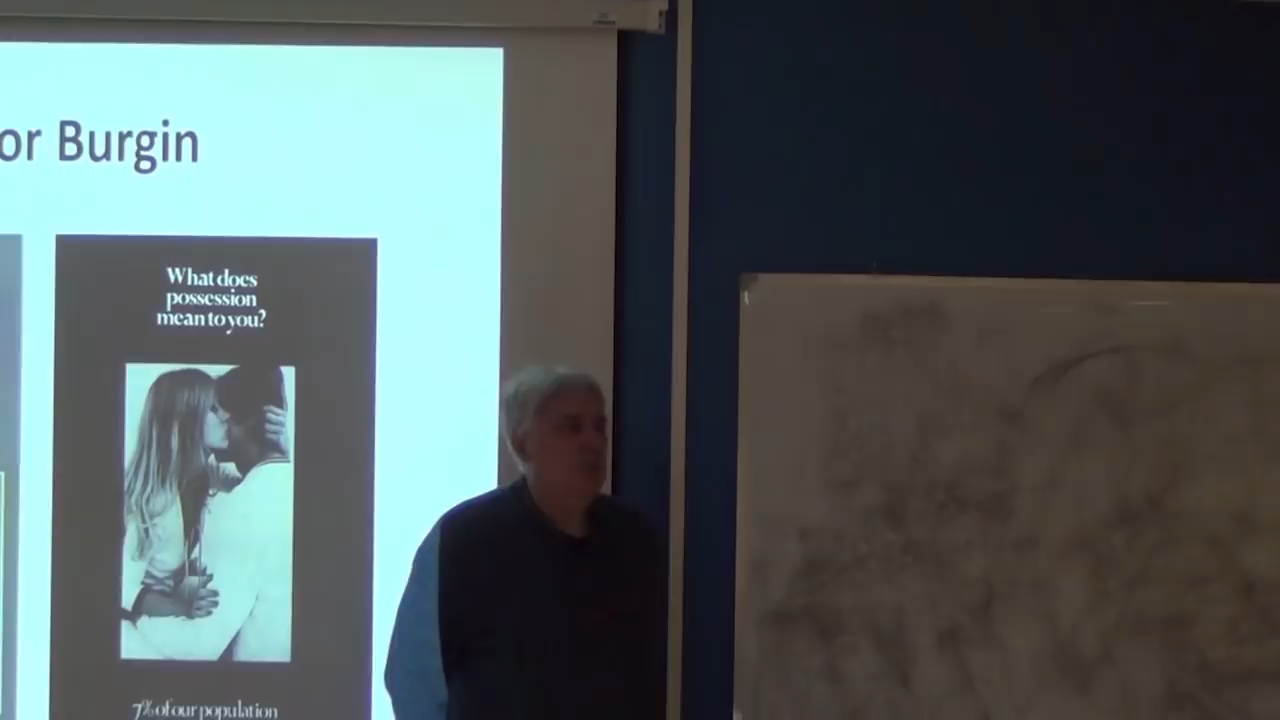 or Burgin
What does
possession
mean to you?
7% of our population